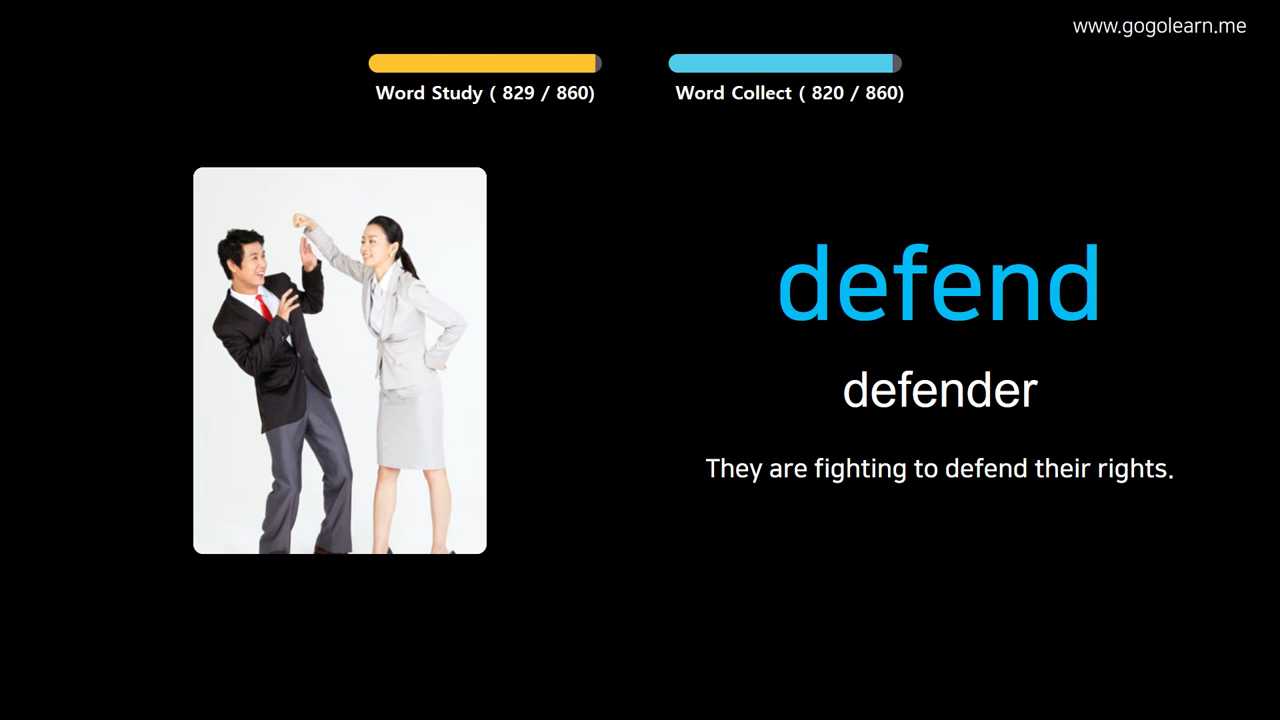 www.gogolearn.me
Word Study ( 829 / 860)
Word Collect ( 820 / 860)
defend
defender
They are fighting to defend their rights.